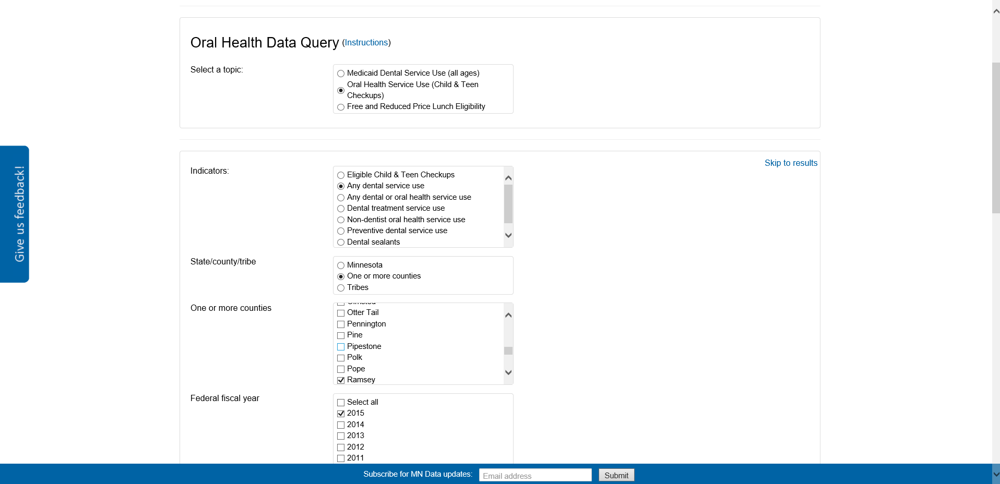 Oral Health Data Query (Instructions)
Select a topic:
Medicaid Dental Service Use (all ages)
Oral Health Service Use (Child & Teen
Checkups)
Free and Reduced Price Lunch Eligibility
Give us feedback!
Skip to results
Indicators:
Eligible Child & Teen Checkups
Any dental service use
Any dental or oral health service use
Dental treatment service use
Non-dentist oral health service use
Preventive dental service use
Dental sealants
State/county/tribe
Minnesota
One or more counties
Tribes
One or more counties
Olmsted
Otter Tail
Pennington
Pine
Pipestone
Polk
Pope
Ramsey
Federal fiscal year
Select all
2015
2014
2013
2012
2011
Subscribe for MN Data updates: Email address Submit